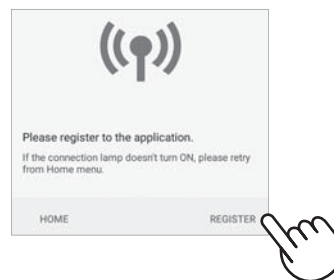 Please register to the application.
If the connection lamp doesn't turn ON, please retry
from Home menu.
HOME
REGISTER